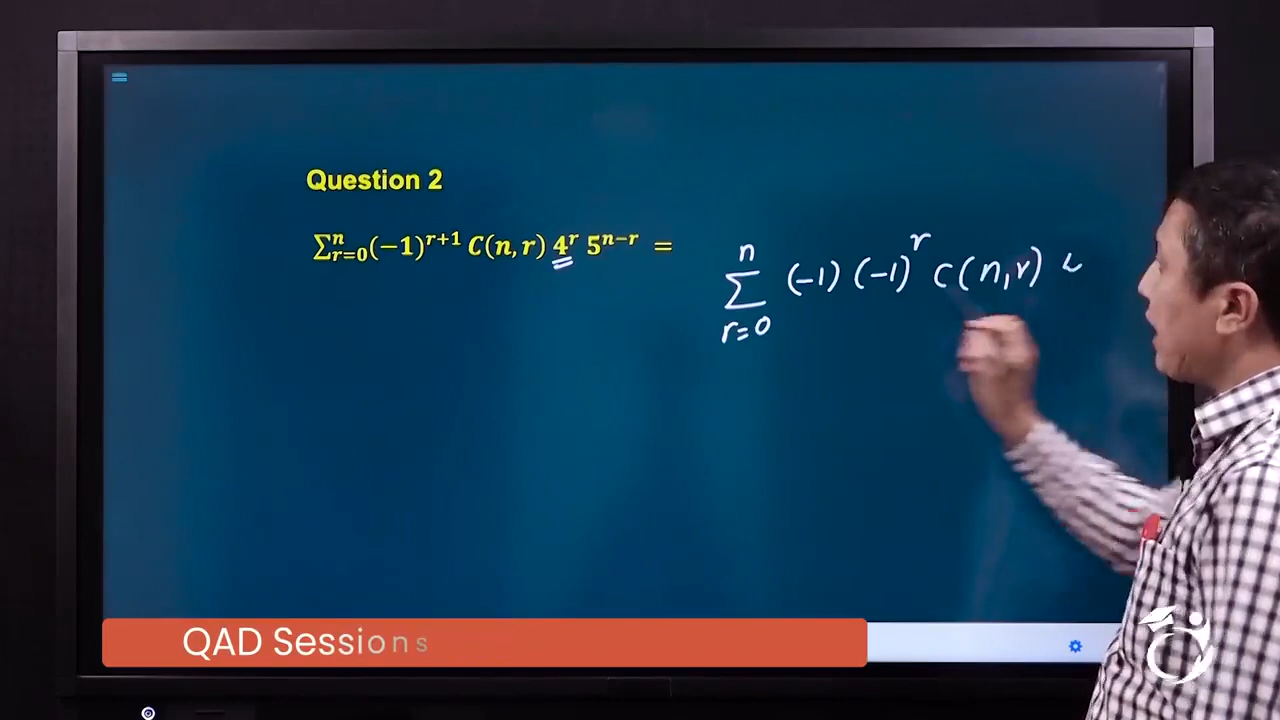 Question 2
∑ⁿᵣ₌₀(−1)ʳ⁺¹ C(n, r) 4ʳ 5ⁿ⁻ʳ =
n
∑ (−1) (−1)ʳ C(n, r)
r=0
QAD Sessions